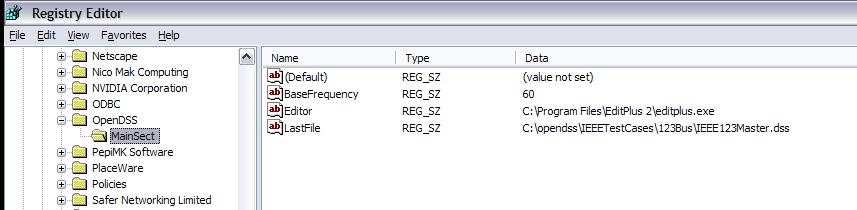 Registry Editor
File Edit View Favorites Help
Netscape
Nico Mak Computing
NVIDIA Corporation
ODBC
OpenDSS
MainSect
PepiMK Software
PlaceWare
Policies
Safer Networking Limited
Name Type Data
(Default) REG_SZ (value not set)
BaseFrequency REG_SZ 60
Editor REG_SZ C:\Program Files\EditPlus 2\editplus.exe
LastFile REG_SZ C:\opendss\IEEETestCases\123Bus\IEEE123Master.dss